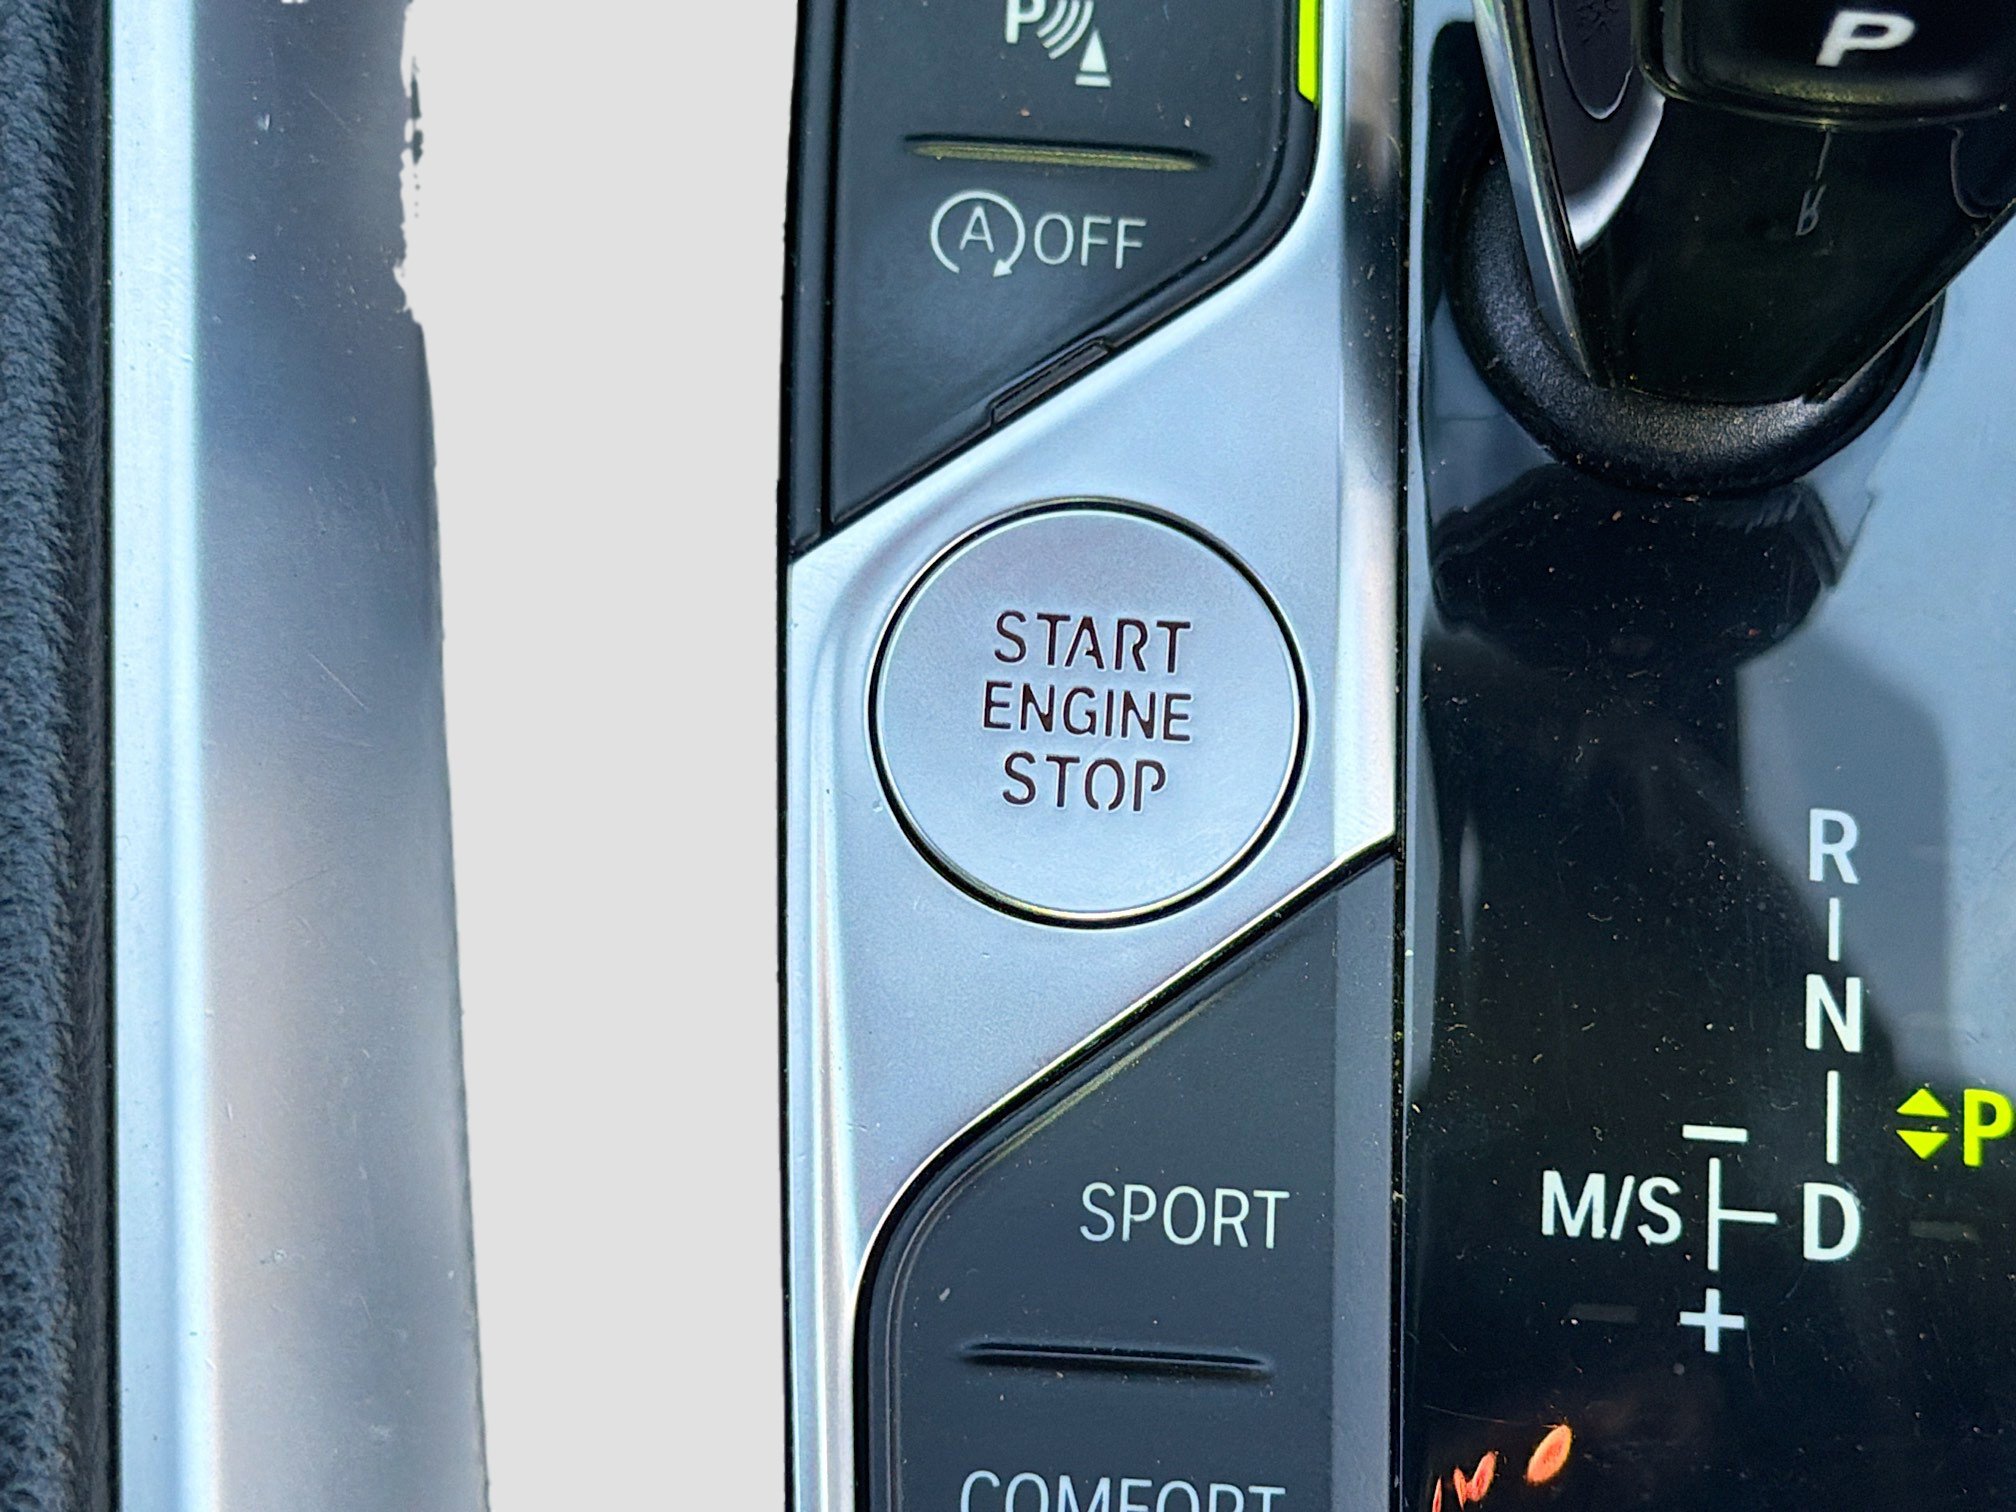 P
P
A OFF
START
ENGINE
STOP
R
N
P
M/S D
SPORT
+
COMFORT